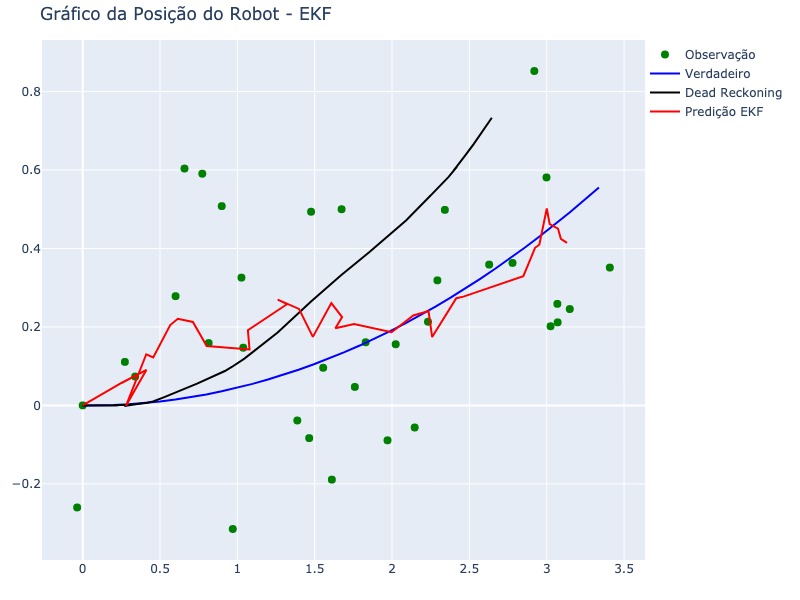 Gráfico da Posição do Robot - EKF
Observação
Verdadeiro
Dead Reckoning
Predição EKF
0.8
0.6
0.4
0.2
0
−0.2
0 0.5 1 1.5 2 2.5 3 3.5